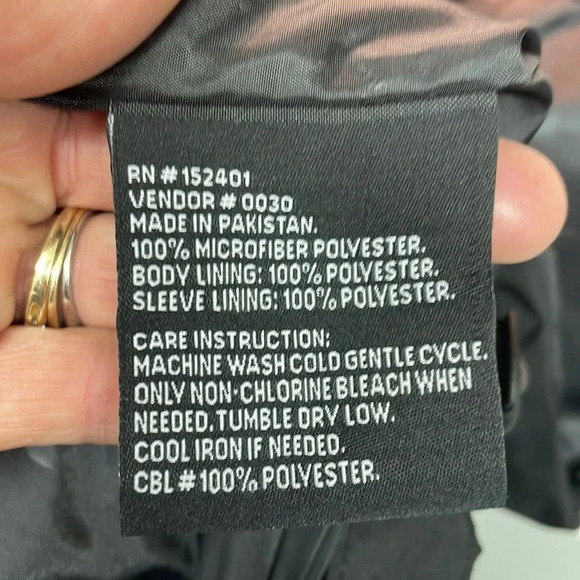 RN # 152401
VENDOR # 0030
MADE IN PAKISTAN.
100% MICROFIBER POLYESTER.
BODY LINING: 100% POLYESTER.
SLEEVE LINING: 100% POLYESTER.
CARE INSTRUCTION:
MACHINE WASH COLD GENTLE CYCLE.
ONLY NON-CHLORINE BLEACH WHEN
NEEDED. TUMBLE DRY LOW.
COOL IRON IF NEEDED.
CBL # 100% POLYESTER.